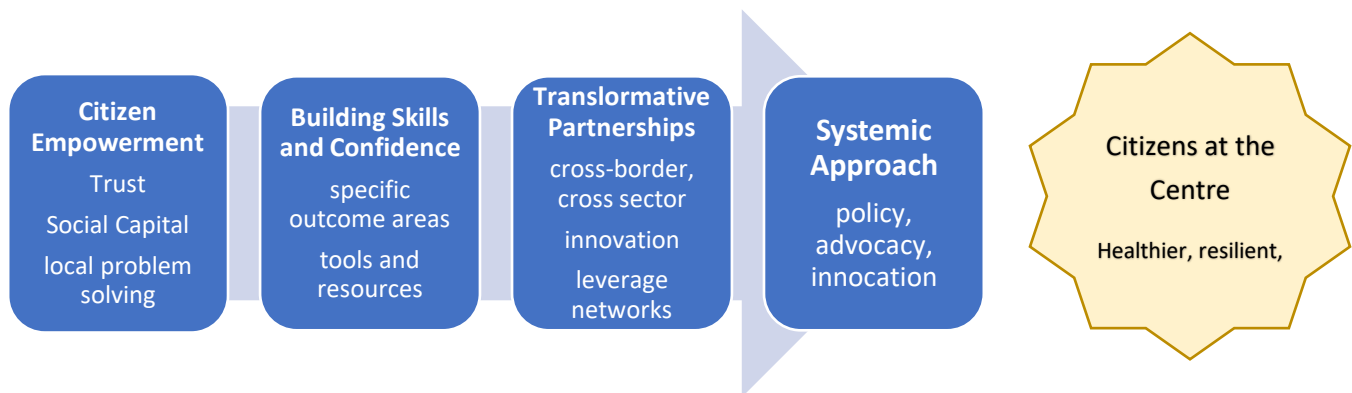 Citizen
Empowerment
Trust
Social Capital
local problem
solving
Building Skills
and Confidence
specific
outcome areas
tools and
resources
Translormative
Partnerships
cross-border,
cross sector
innovation
leverage
networks
Systemic
Approach
policy,
advocacy,
innocation
Citizens at the
Centre
Healthier, resilient,